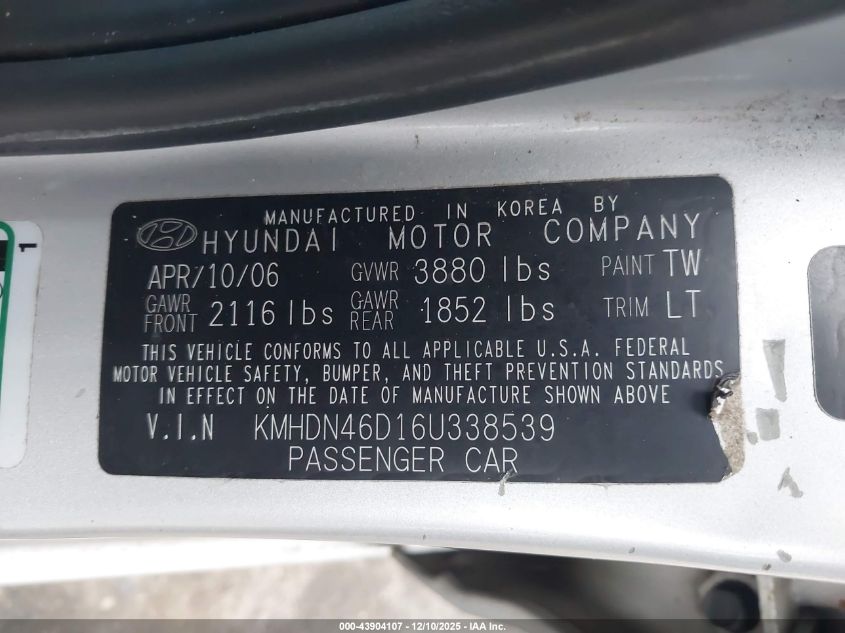 MANUFACTURED IN KOREA BY
HYUNDAI MOTOR COMPANY
APR/10/06 GVWR 3880 lbs PAINT TW
GAWR FRONT 2116 lbs GAWR REAR 1852 lbs TRIM LT
THIS VEHICLE CONFORMS TO ALL APPLICABLE U.S.A. FEDERAL
MOTOR VEHICLE SAFETY, BUMPER, AND THEFT PREVENTION STANDARDS
IN EFFECT ON THE DATE OF MANUFACTURE SHOWN ABOVE
V.I.N KMHDN46D16U338539
PASSENGER CAR
1
000-43904107 - 12/10/2025 - IAA Inc.